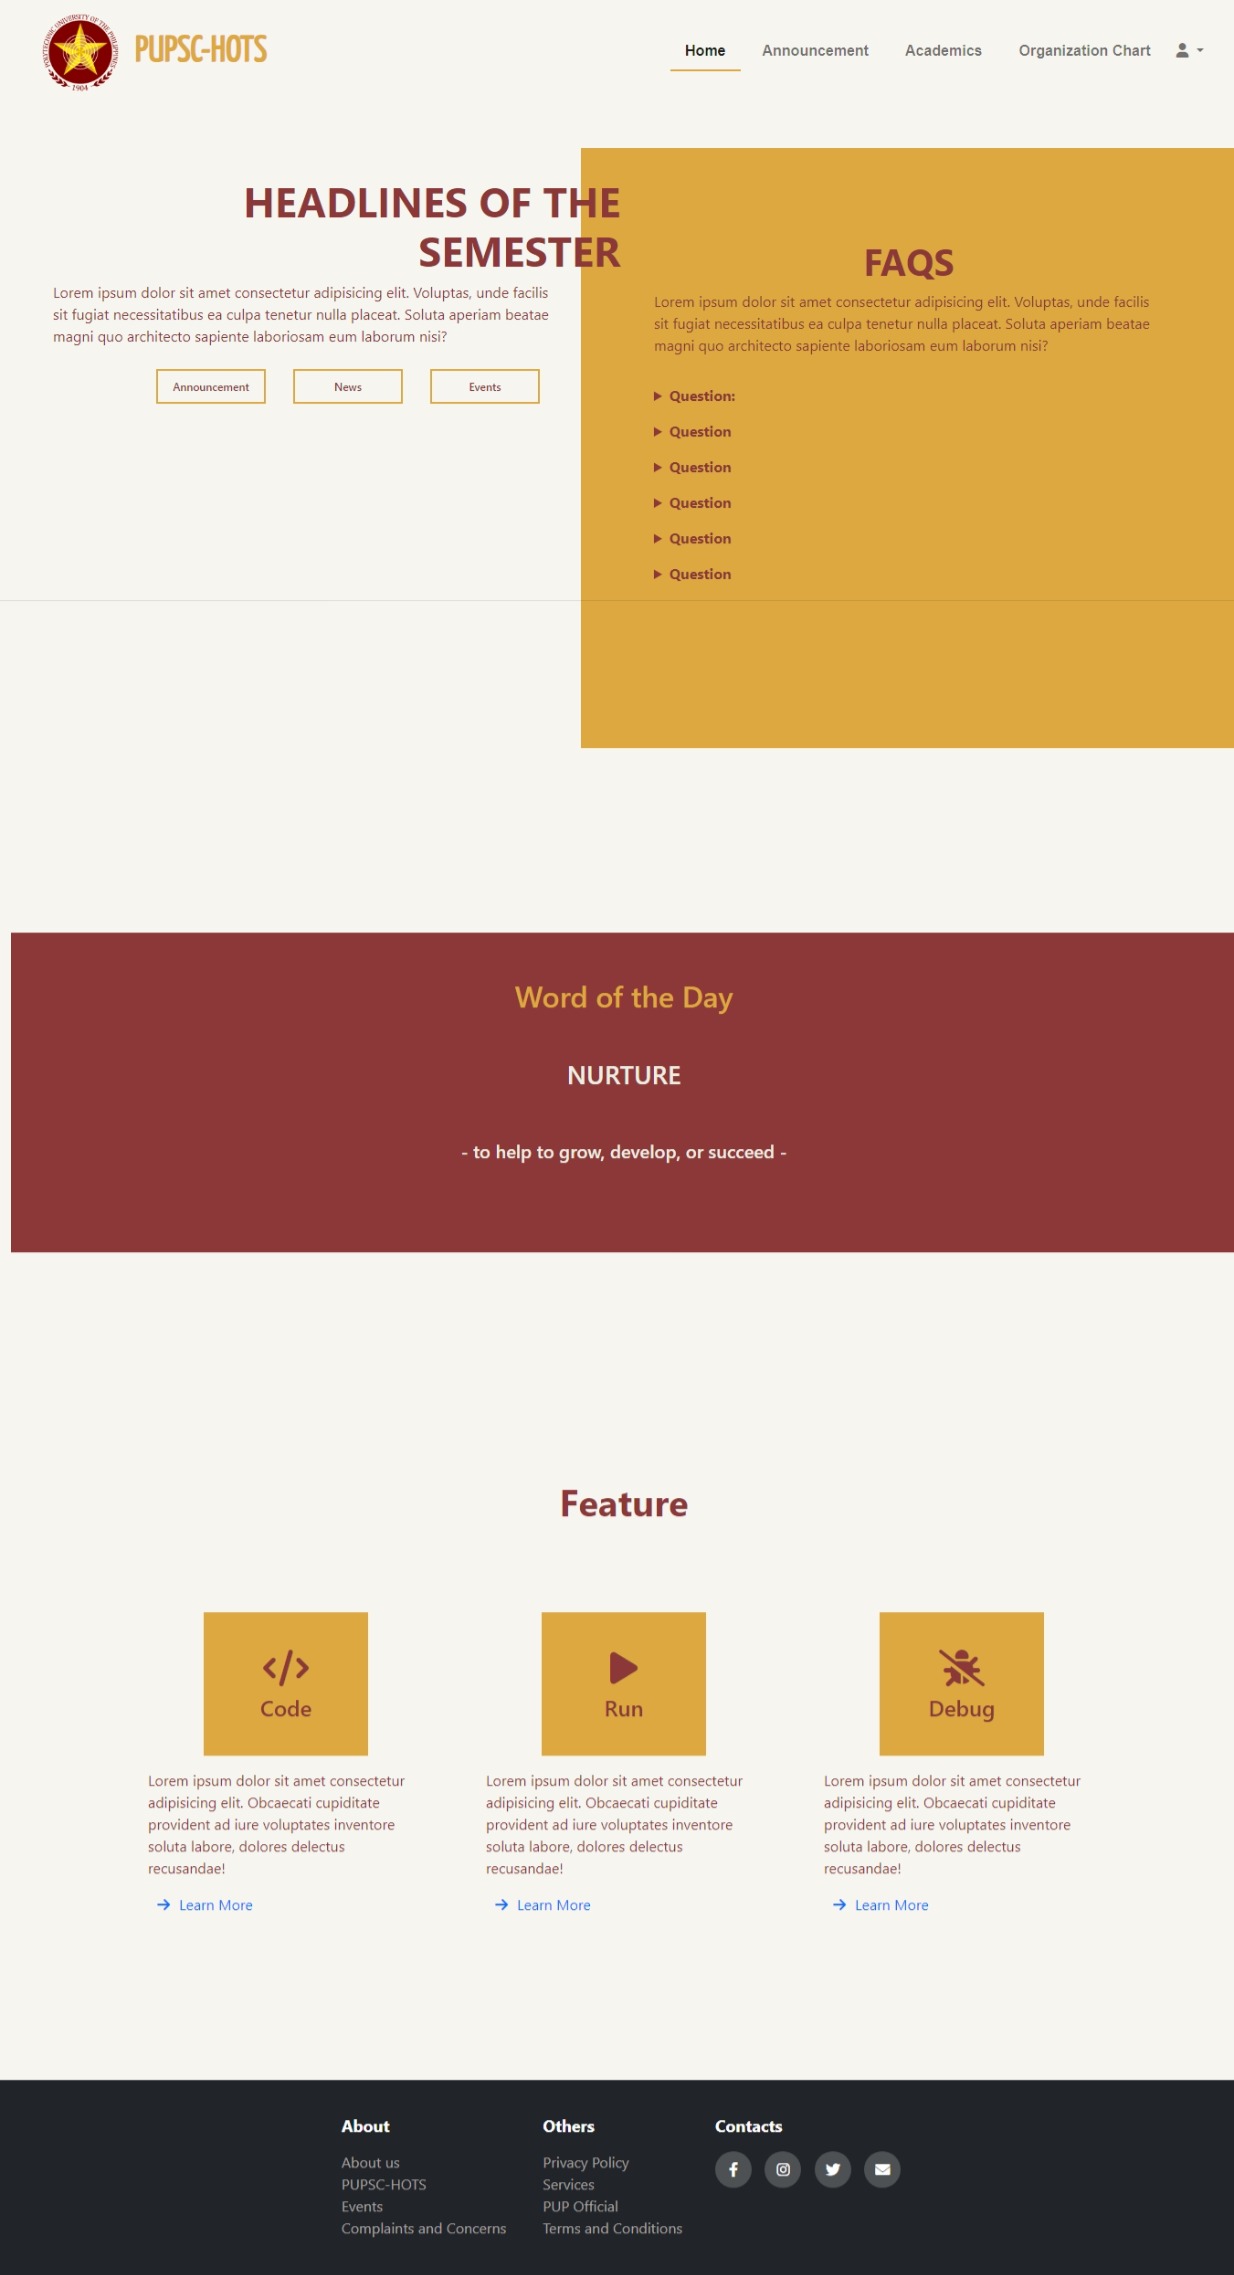 POLYTECHNIC UNIVERSITY OF THE PHILIPPINES
1904
PUPSC-HOTS
Home
Announcement
Academics
Organization Chart
HEADLINES OF THE
SEMESTER
Lorem ipsum dolor sit amet consectetur adipisicing elit. Voluptas, unde facilis
sit fugiat necessitatibus ea culpa tenetur nulla placeat. Soluta aperiam beatae
magni quo architecto sapiente laboriosam eum laborum nisi?
Announcement
News
Events
FAQS
Lorem ipsum dolor sit amet consectetur adipisicing elit. Voluptas, unde facilis
sit fugiat necessitatibus ea culpa tenetur nulla placeat. Soluta aperiam beatae
magni quo architecto sapiente laboriosam eum laborum nisi?
Question:
Question
Question
Question
Question
Question
Word of the Day
NURTURE
- to help to grow, develop, or succeed -
Feature
Code
Lorem ipsum dolor sit amet consectetur
adipisicing elit. Obcaecati cupiditate
provident ad iure voluptates inventore
soluta labore, dolores delectus
recusandae!
Learn More
Run
Lorem ipsum dolor sit amet consectetur
adipisicing elit. Obcaecati cupiditate
provident ad iure voluptates inventore
soluta labore, dolores delectus
recusandae!
Learn More
Debug
Lorem ipsum dolor sit amet consectetur
adipisicing elit. Obcaecati cupiditate
provident ad iure voluptates inventore
soluta labore, dolores delectus
recusandae!
Learn More
About
About us
PUPSC-HOTS
Events
Complaints and Concerns
Others
Privacy Policy
Services
PUP Official
Terms and Conditions
Contacts